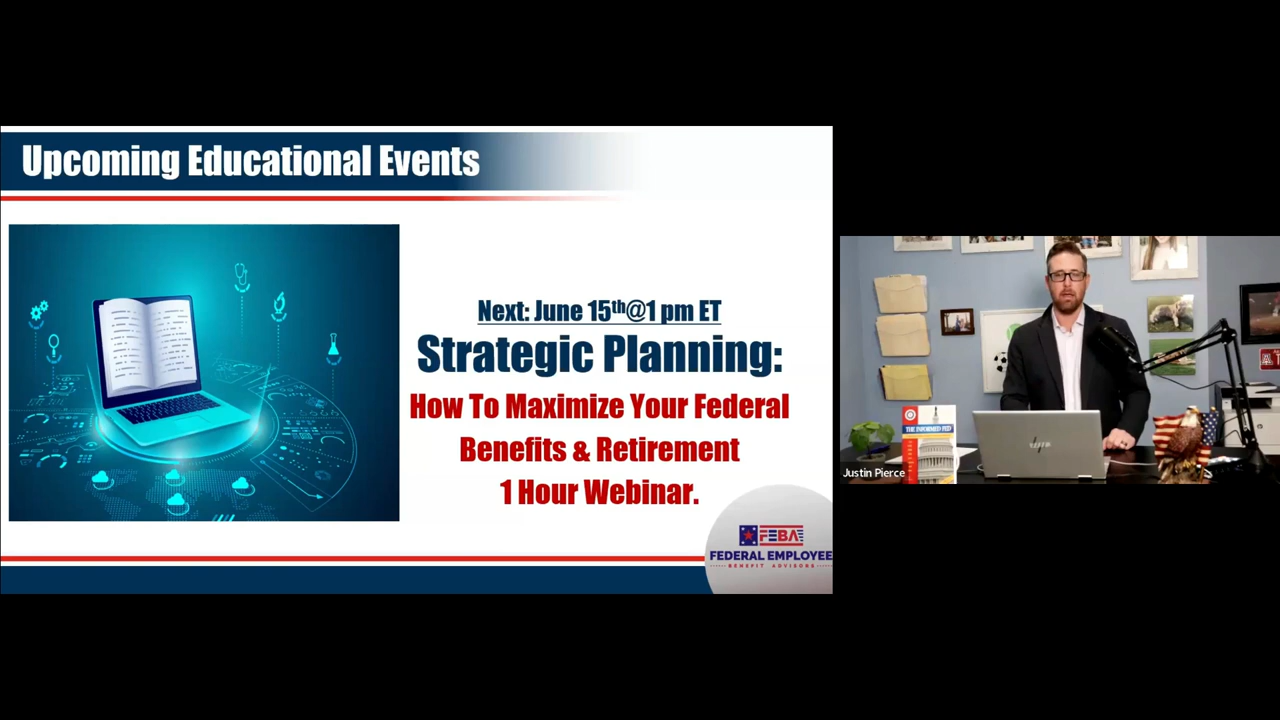 Upcoming Educational Events
Next: June 15th@1 pm ET
Strategic Planning:
How To Maximize Your Federal
Benefits & Retirement
1 Hour Webinar.
FEBA
FEDERAL EMPLOYEE
BENEFIT ADVISORS
THE INFORMED FED
hp
Justin Pierce